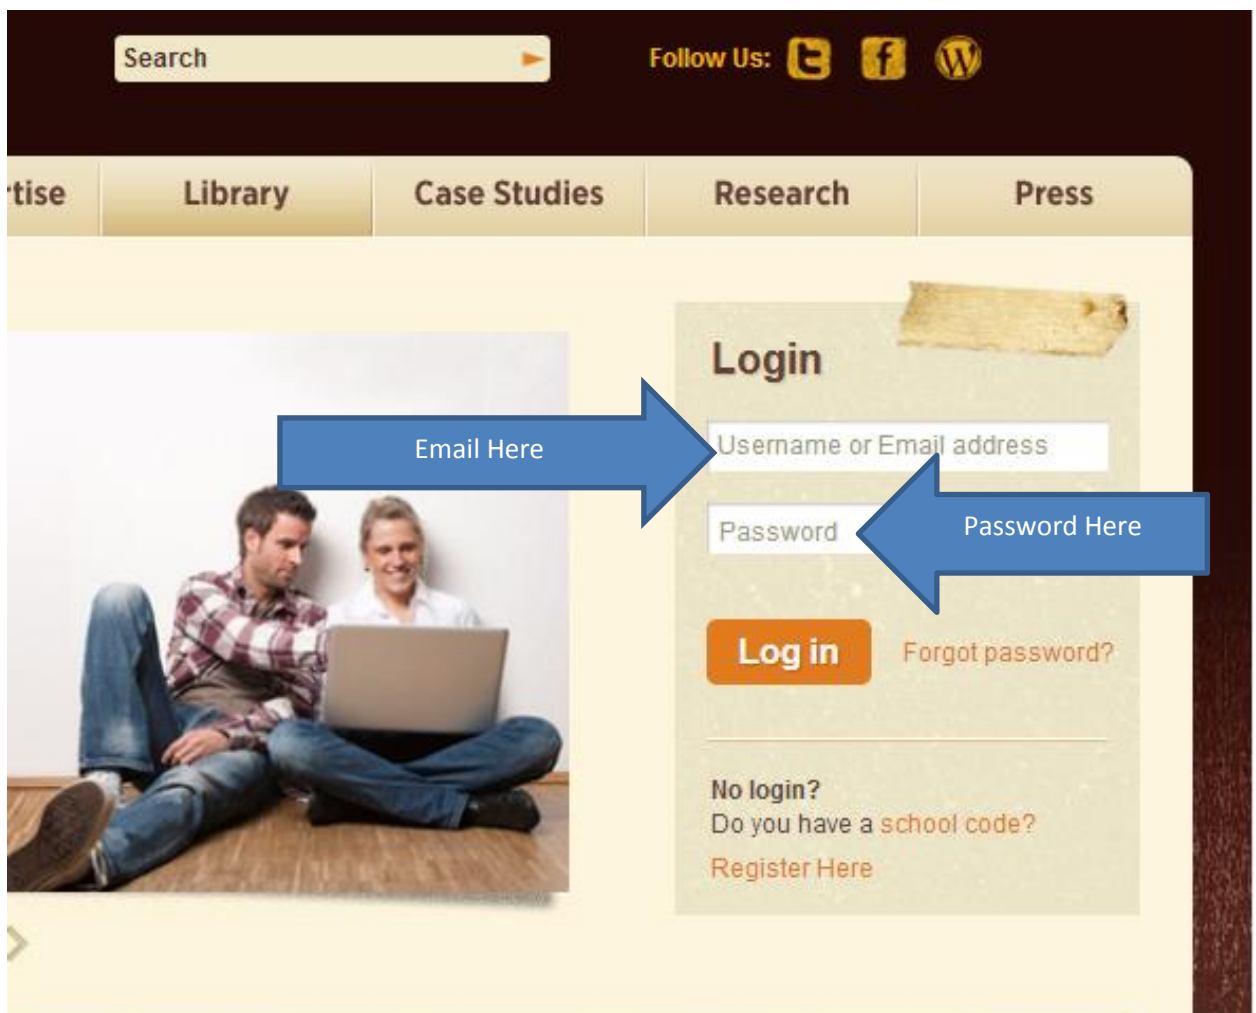 Search
Follow Us:
tise
Library
Case Studies
Research
Press
Login
Email Here
Username or Email address
Password
Password Here
Log in
Forgot password?
No login?
Do you have a school code?
Register Here